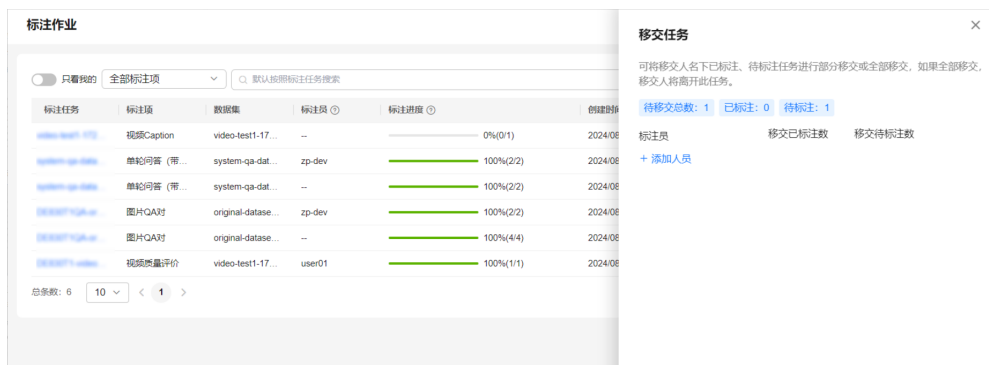 标注作业
只看我的 全部标注项 默认按照标注任务搜索
标注任务 标注项 数据集 标注员 标注进度 创建时
视频Caption video-test1-17... -- 0%(0/1) 2024/08
单轮问答（带... system-qa-dat... zp-dev 100%(2/2) 2024/08
单轮问答（带... system-qa-dat... -- 100%(2/2) 2024/08
图片QA对 original-datase... zp-dev 100%(2/2) 2024/08
图片QA对 original-datase... -- 100%(4/4) 2024/08
视频质量评价 video-test1-17... user01 100%(1/1) 2024/08
总条数：6 10 1
移交任务
可将移交人名下已标注、待标注任务进行部分移交或全部移交，如果全部移交，
移交人将离开此任务。
待移交总数：1 已标注：0 待标注：1
标注员 移交已标注数 移交待标注数
+ 添加人员